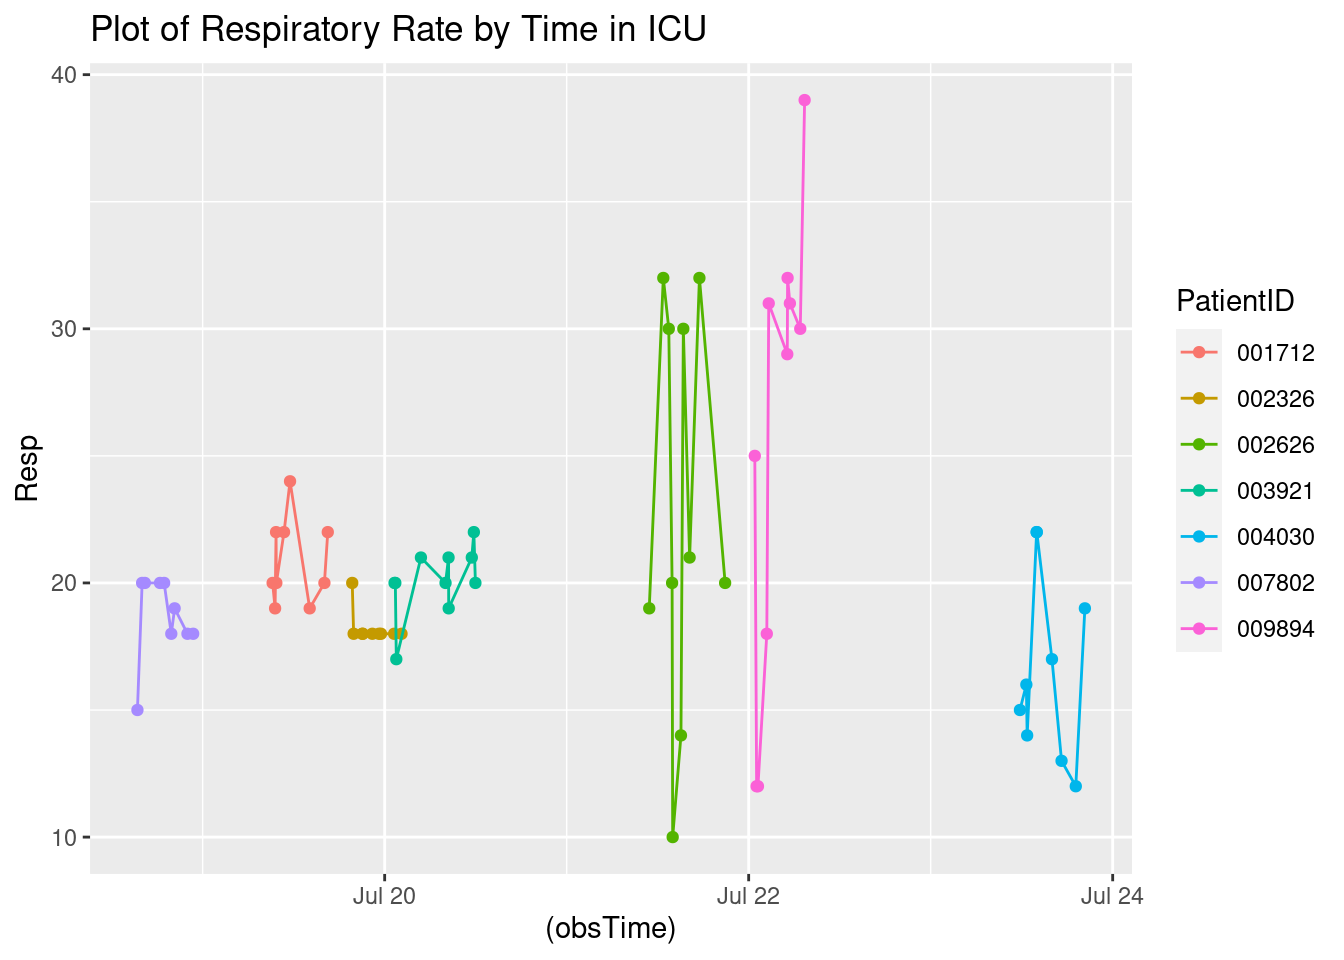 Plot of Respiratory Rate by Time in ICU
40
30
20
10
Resp
Jul 20
Jul 22
Jul 24
(obsTime)
PatientID
001712
002326
002626
003921
004030
007802
009894